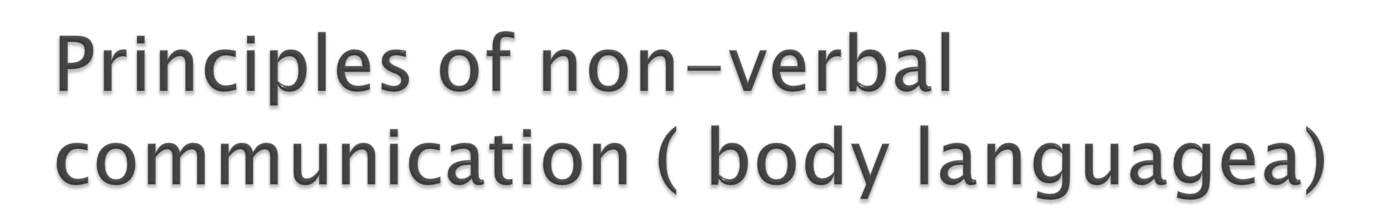 Principles of non-verbal
communication ( body languagea)